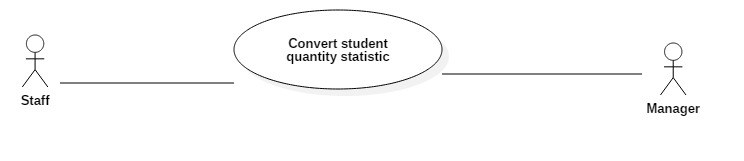 Convert student
quantity statistic
Staff
Manager